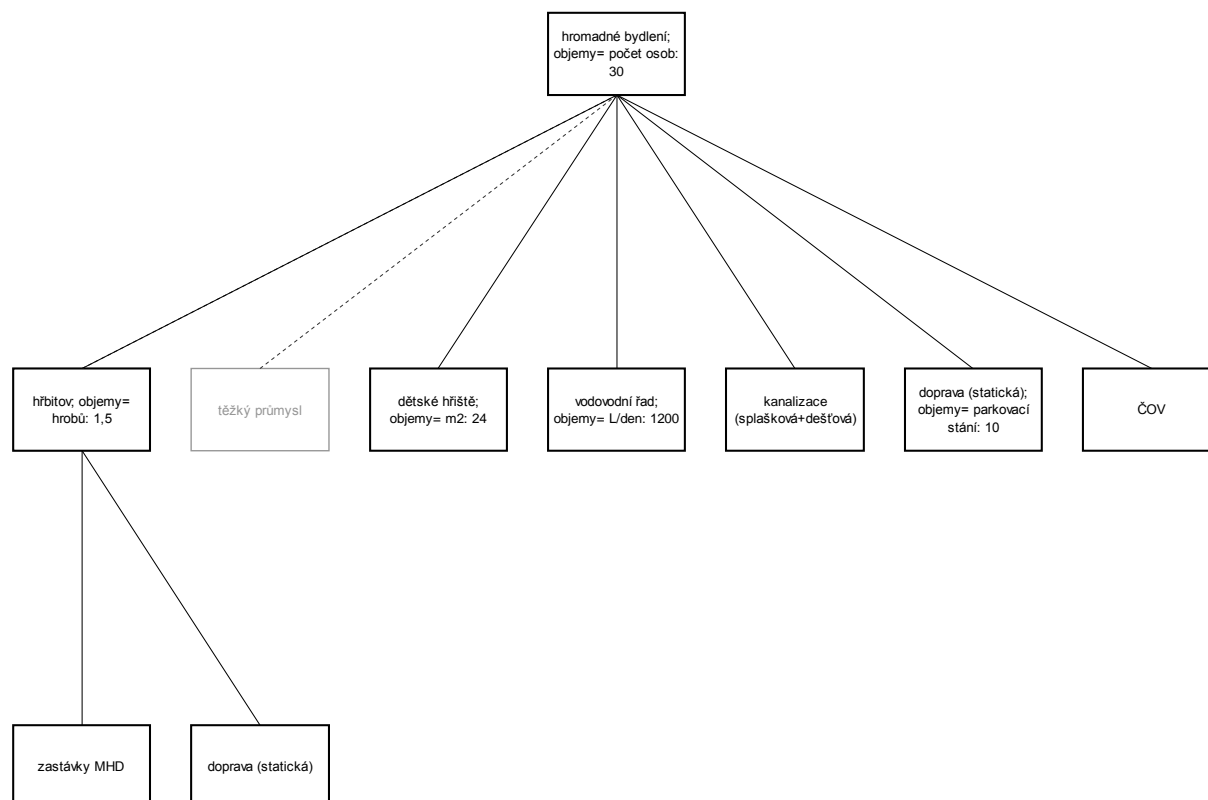 hromadné bydlení;
objemy= počet osob:
30
hřbitov; objemy=
hrobů: 1,5
těžký průmysl
dětské hřiště;
objemy= m2: 24
vodovodní řad;
objemy= L/den: 1200
kanalizace
(splašková+dešťová)
doprava (statická);
objemy= parkovací
stání: 10
ČOV
zastávky MHD
doprava (statická)